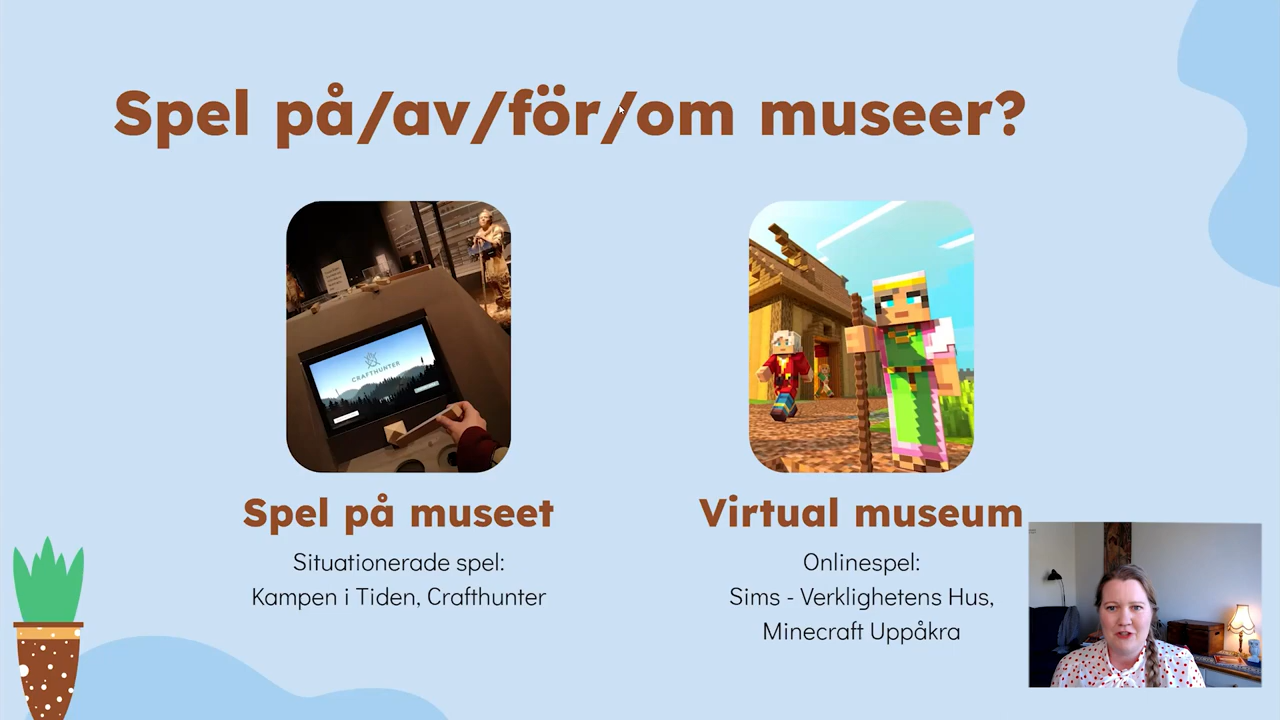 Spel på/av/för/om museer?
CRAFTHUNTER
Spel på museet
Situationerade spel:
Kampen i Tiden, Crafthunter
Virtual museum
Onlinespel:
Sims - Verklighetens Hus,
Minecraft Uppåkra